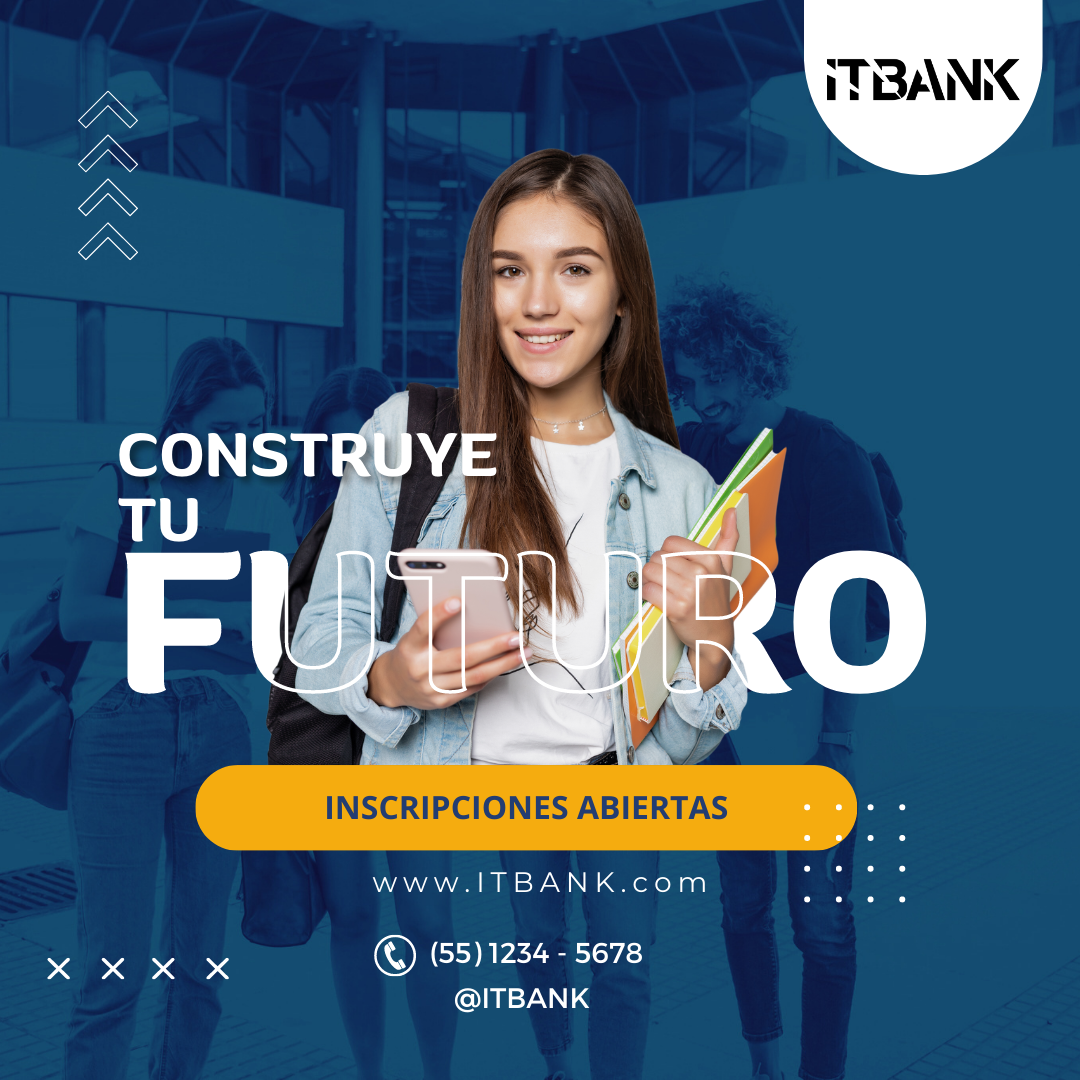 iTBANK
CONSTRUYE
TU
FUTURO
INSCRIPCIONES ABIERTAS
www.ITBANK.com
(55) 1234 - 5678
@ITBANK